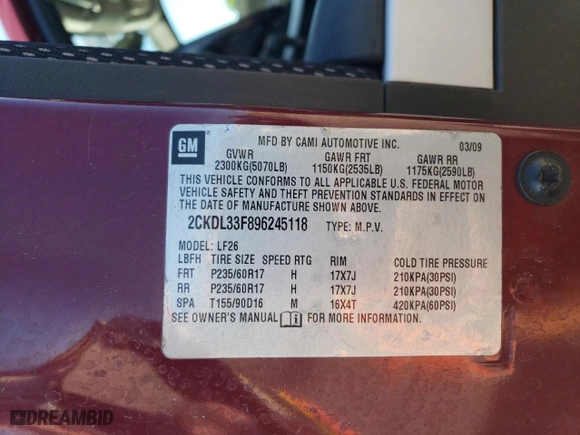 GM
MFD BY CAMI AUTOMOTIVE INC. 03/09
GVWR GAWR FRT GAWR RR
2300KG(5070LB) 1150KG(2535LB) 1175KG(2590LB)
THIS VEHICLE CONFORMS TO ALL APPLICABLE U.S. FEDERAL MOTOR
VEHICLE SAFETY AND THEFT PREVENTION STANDARDS IN EFFECT ON
THE DATE OF MANUFACTURE SHOWN ABOVE.
2CKDL33F896245118 TYPE: M.P.V.
MODEL: LF26
LBFH TIRE SIZE SPEED RTG RIM COLD TIRE PRESSURE
FRT P235/60R17 H 17X7J 210KPA(30PSI)
RR P235/60R17 H 17X7J 210KPA(30PSI)
SPA T155/90D16 M 16X4T 420KPA(60PSI)
SEE OWNER'S MANUAL FOR MORE INFORMATION.
DREAMBID